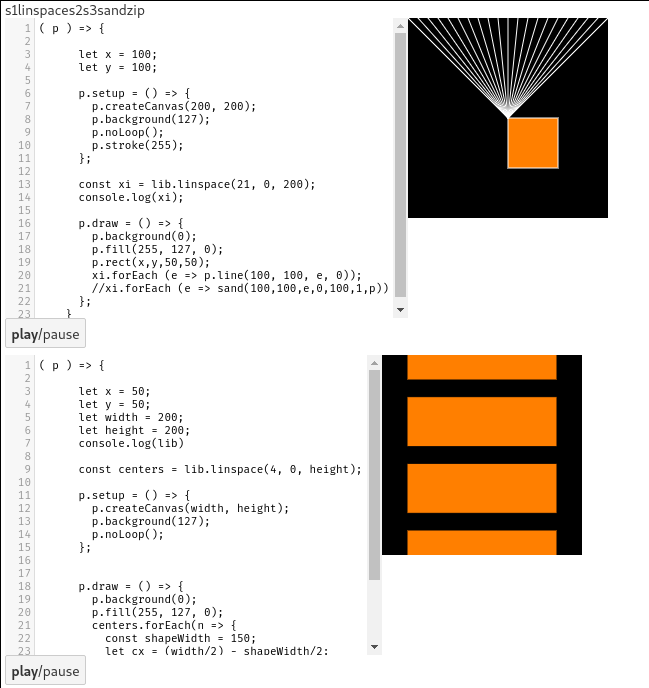 s1linspaces2s3sandzip
1 ( p ) => {
2
3 let x = 100;
4 let y = 100;
5
6 p.setup = () => {
7 p.createCanvas(200, 200);
8 p.background(127);
9 p.noLoop();
10 p.stroke(255);
11 };
12
13 const xi = lib.linspace(21, 0, 200);
14 console.log(xi);
15
16 p.draw = () => {
17 p.background(0);
18 p.fill(255, 127, 0);
19 p.rect(x,y,50,50);
20 xi.forEach (e => p.line(100, 100, e, 0));
21 //xi.forEach (e => sand(100,100,e,0,100,1,p))
22 };
23 }
play/pause
1 ( p ) => {
2
3 let x = 50;
4 let y = 50;
5 let width = 200;
6 let height = 200;
7 console.log(lib)
8
9 const centers = lib.linspace(4, 0, height);
10
11 p.setup = () => {
12 p.createCanvas(width, height);
13 p.background(127);
14 p.noLoop();
15 };
16
17
18 p.draw = () => {
19 p.background(0);
20 p.fill(255, 127, 0);
21 centers.forEach(n => {
22 const shapeWidth = 150;
23 let cx = (width/2) - shapeWidth/2;
play/pause